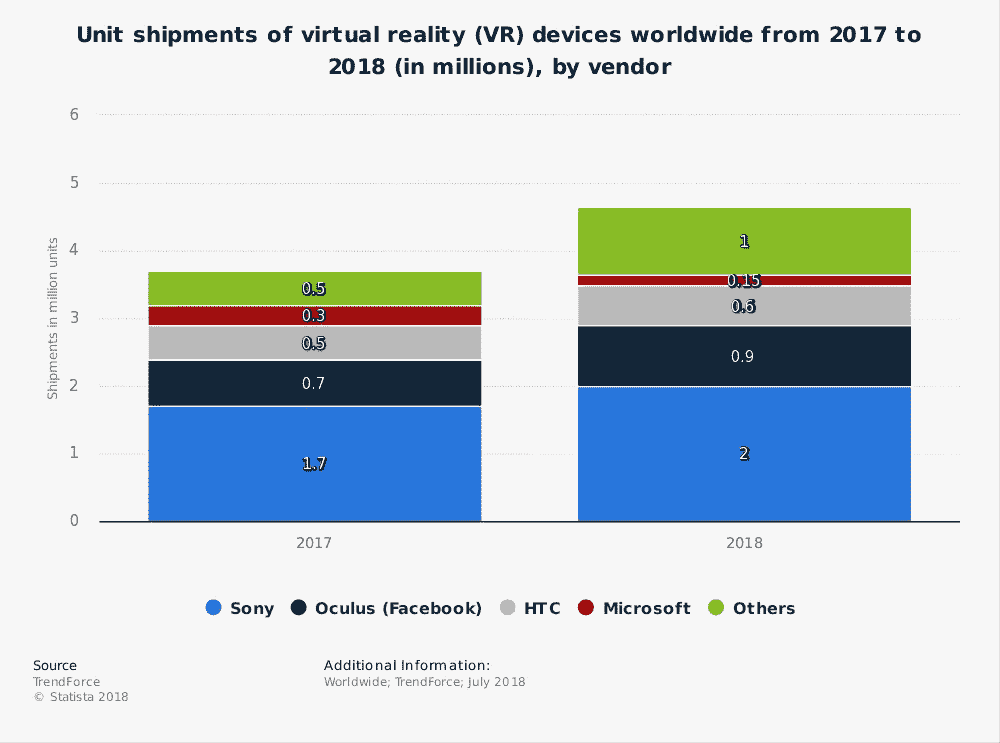 Unit shipments of virtual reality (VR) devices worldwide from 2017 to
2018 (in millions), by vendor
Shipments in million units
6
5
4
3
2
1
0
0.5
0.3
0.5
0.7
1.7
1
0.15
0.6
0.9
2
2017
2018
Sony
Oculus (Facebook)
HTC
Microsoft
Others
Source
TrendForce
© Statista 2018
Additional Information:
Worldwide; TrendForce; July 2018